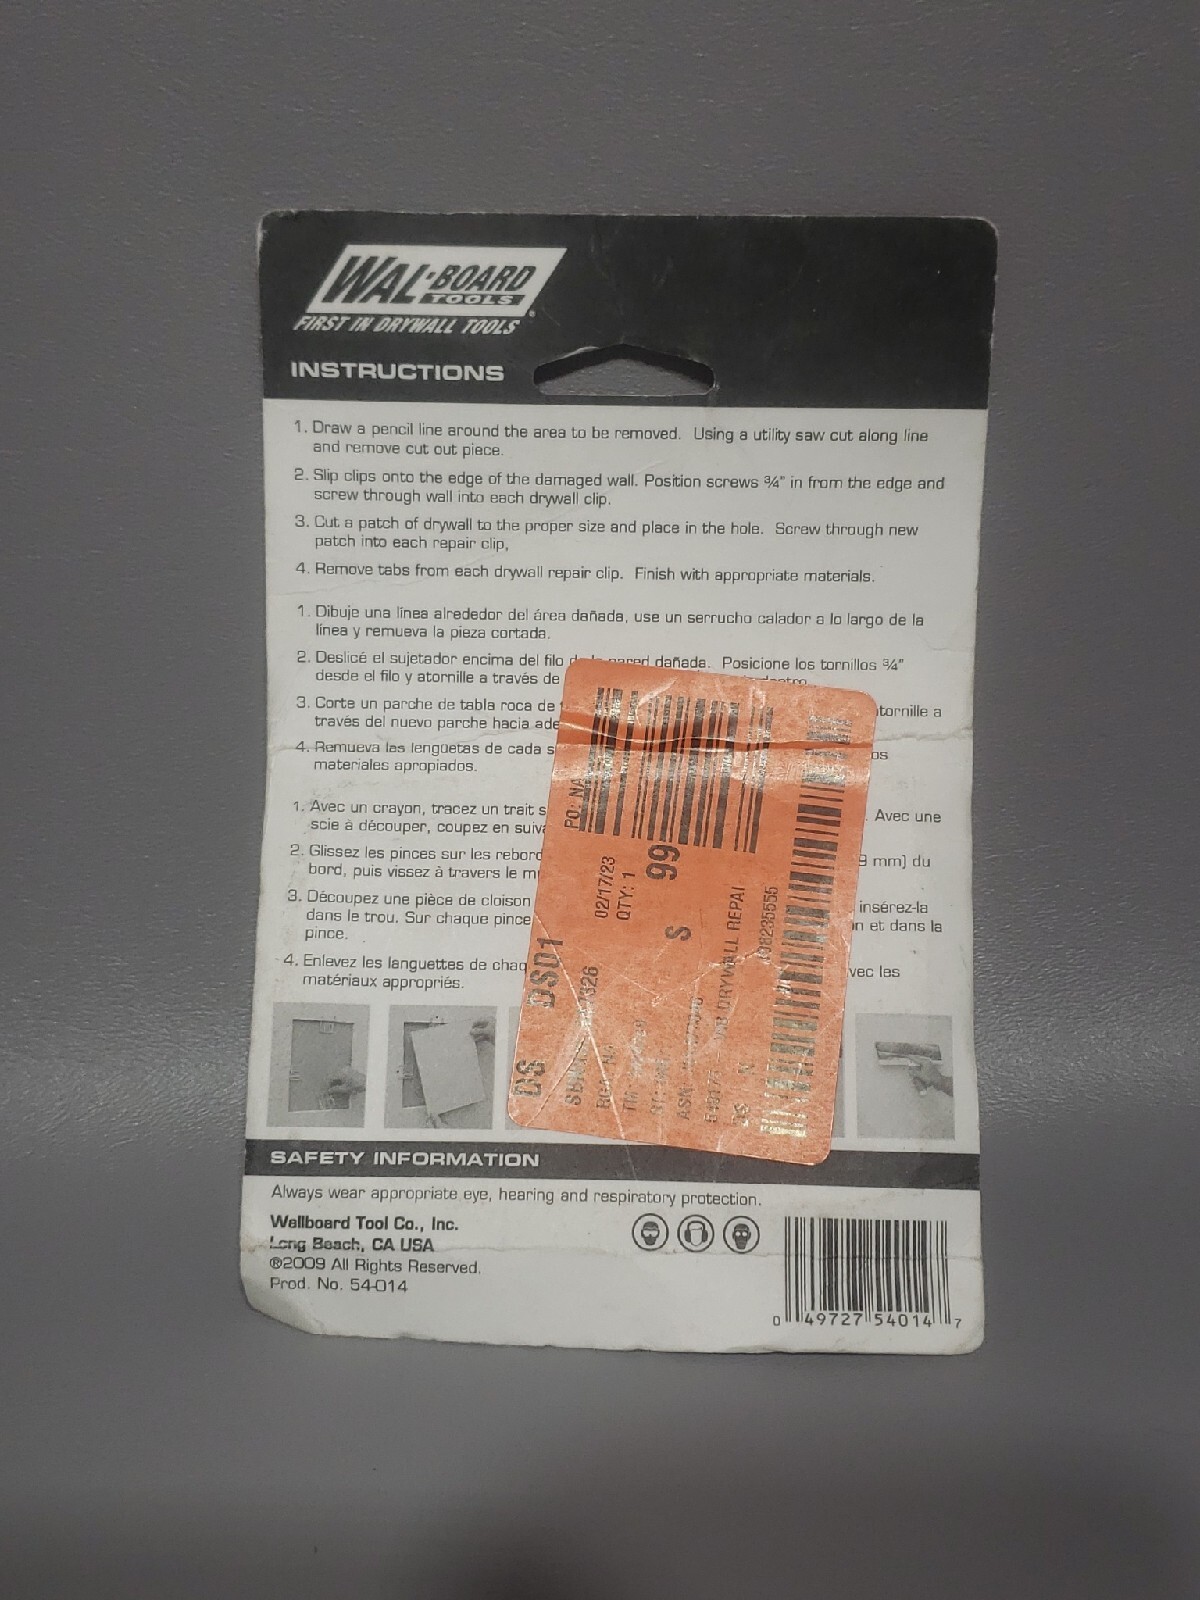 WAL-BOARD
TOOLS
FIRST IN DRYWALL TOOLS
INSTRUCTIONS
1. Draw a pencil line around the area to be removed. Using a utility saw cut along line
and remove cut out piece.
2. Slip clips onto the edge of the damaged wall. Position screws ¾" in from the edge and
screw through wall into each drywall clip.
3. Cut a patch of drywall to the proper size and place in the hole. Screw through new
patch into each repair clip,
4. Remove tabs from each drywall repair clip. Finish with appropriate materials.
1. Dibuje una línea alrededor del área dañada, use un serrucho calador a lo largo de la
línea y remueva la pieza cortada.
2. Deslicé el sujetador encima del filo de la pared dañada. Posicione los tornillos ¾"
desde el filo y atornille a través de
3. Corte un parche de tabla roca de atornille a
través del nuevo parche hacia
4. Remueva las lengüetas de cada
materiales apropiados.
1. Avec un crayon, tracez un trait Avec une
scie à découper, coupez en
2. Glissez les pinces sur les mm) du
bord, puis vissez à travers le
3. Découpez une pièce de cloison insérez-la
dans le trou. Sur chaque pince et dans la
pince.
4. Enlevez les languettes de avec les
matériaux appropriés.
DS DSD1
PO: NA
02/17/23
QTY: 1
S 99
DRYWALL REPAI
DS N
SAFETY INFORMATION
Always wear appropriate eye, hearing and respiratory protection.
Wallboard Tool Co., Inc.
Long Beach, CA USA
®2009 All Rights Reserved.
Prod. No. 54-014
0 49727 54014 7